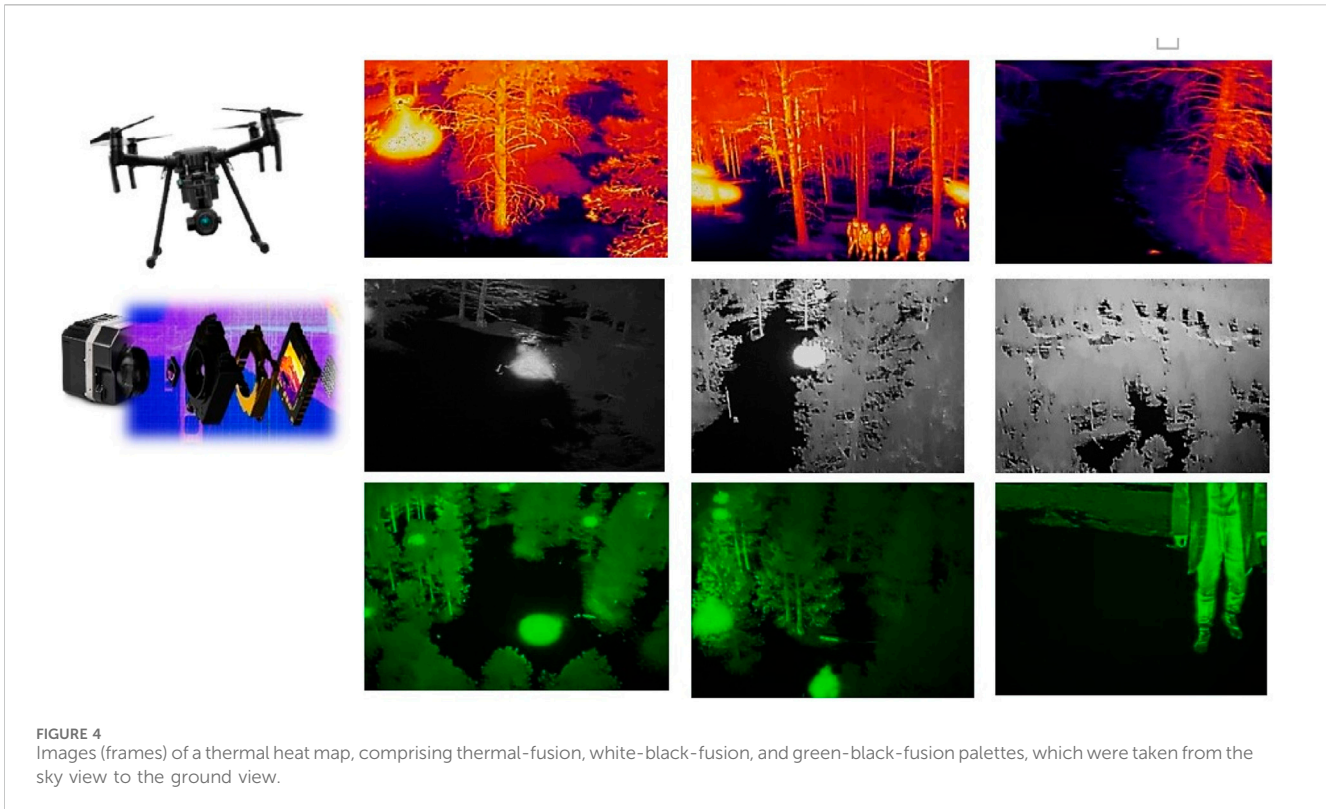 FIGURE 4
Images (frames) of a thermal heat map, comprising thermal-fusion, white-black-fusion, and green-black-fusion palettes, which were taken from the
sky view to the ground view.